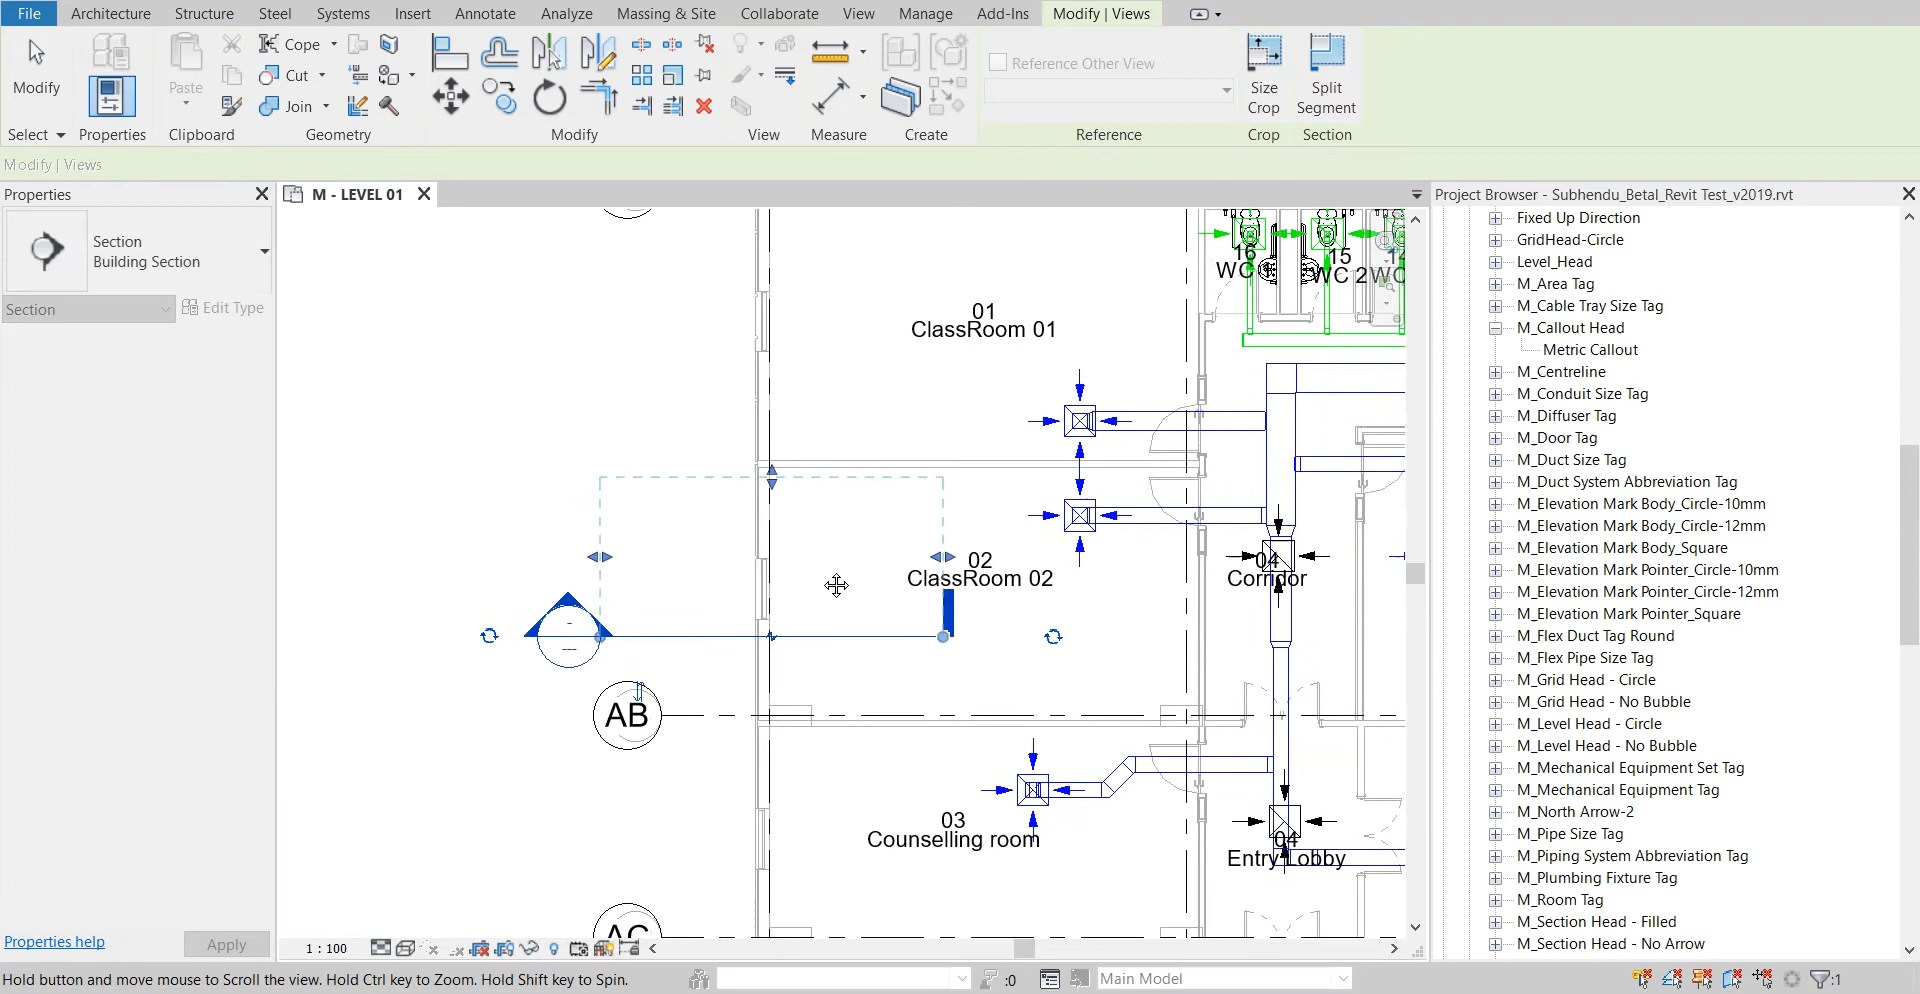 File Architecture Structure Steel Systems Insert Annotate Analyze Massing & Site Collaborate View Manage Add-Ins Modify | Views
Modify
Paste
Cope
Cut
Join
Reference Other View
Size
Crop
Split
Segment
Select Properties Clipboard Geometry Modify View Measure Create Reference Crop Section
Modify | Views
Properties
Section
Building Section
Section
Edit Type
Properties help
Apply
M - LEVEL 01
01
ClassRoom 01
16
WC
15
WC 2
WC
02
ClassRoom 02
04
Corridor
AB
03
Counselling room
04
Entry Lobby
AC
1 : 100
Project Browser - Subhendu_Betal_Revit Test_v2019.rvt
Fixed Up Direction
GridHead-Circle
Level_Head
M_Area Tag
M_Cable Tray Size Tag
M_Callout Head
Metric Callout
M_Centreline
M_Conduit Size Tag
M_Diffuser Tag
M_Door Tag
M_Duct Size Tag
M_Duct System Abbreviation Tag
M_Elevation Mark Body_Circle-10mm
M_Elevation Mark Body_Circle-12mm
M_Elevation Mark Body_Square
M_Elevation Mark Pointer_Circle-10mm
M_Elevation Mark Pointer_Circle-12mm
M_Elevation Mark Pointer_Square
M_Flex Duct Tag Round
M_Flex Pipe Size Tag
M_Grid Head - Circle
M_Grid Head - No Bubble
M_Level Head - Circle
M_Level Head - No Bubble
M_Mechanical Equipment Set Tag
M_Mechanical Equipment Tag
M_North Arrow-2
M_Pipe Size Tag
M_Piping System Abbreviation Tag
M_Plumbing Fixture Tag
M_Room Tag
M_Section Head - Filled
M_Section Head - No Arrow
Hold button and move mouse to Scroll the view. Hold Ctrl key to Zoom. Hold Shift key to Spin.
:0
Main Model
:1